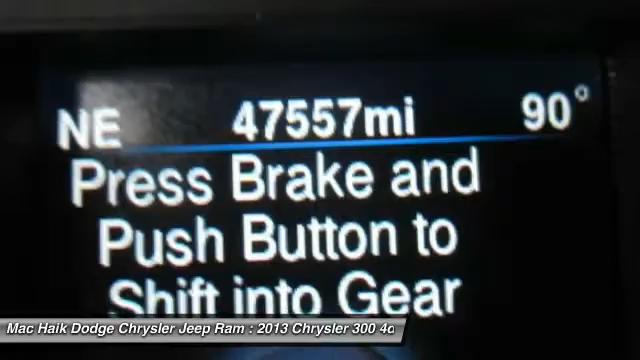 NE 47557mi 90°
Press Brake and
Push Button to
Shift into Gear
Mac Haik Dodge Chrysler Jeep Ram : 2013 Chrysler 300 4d